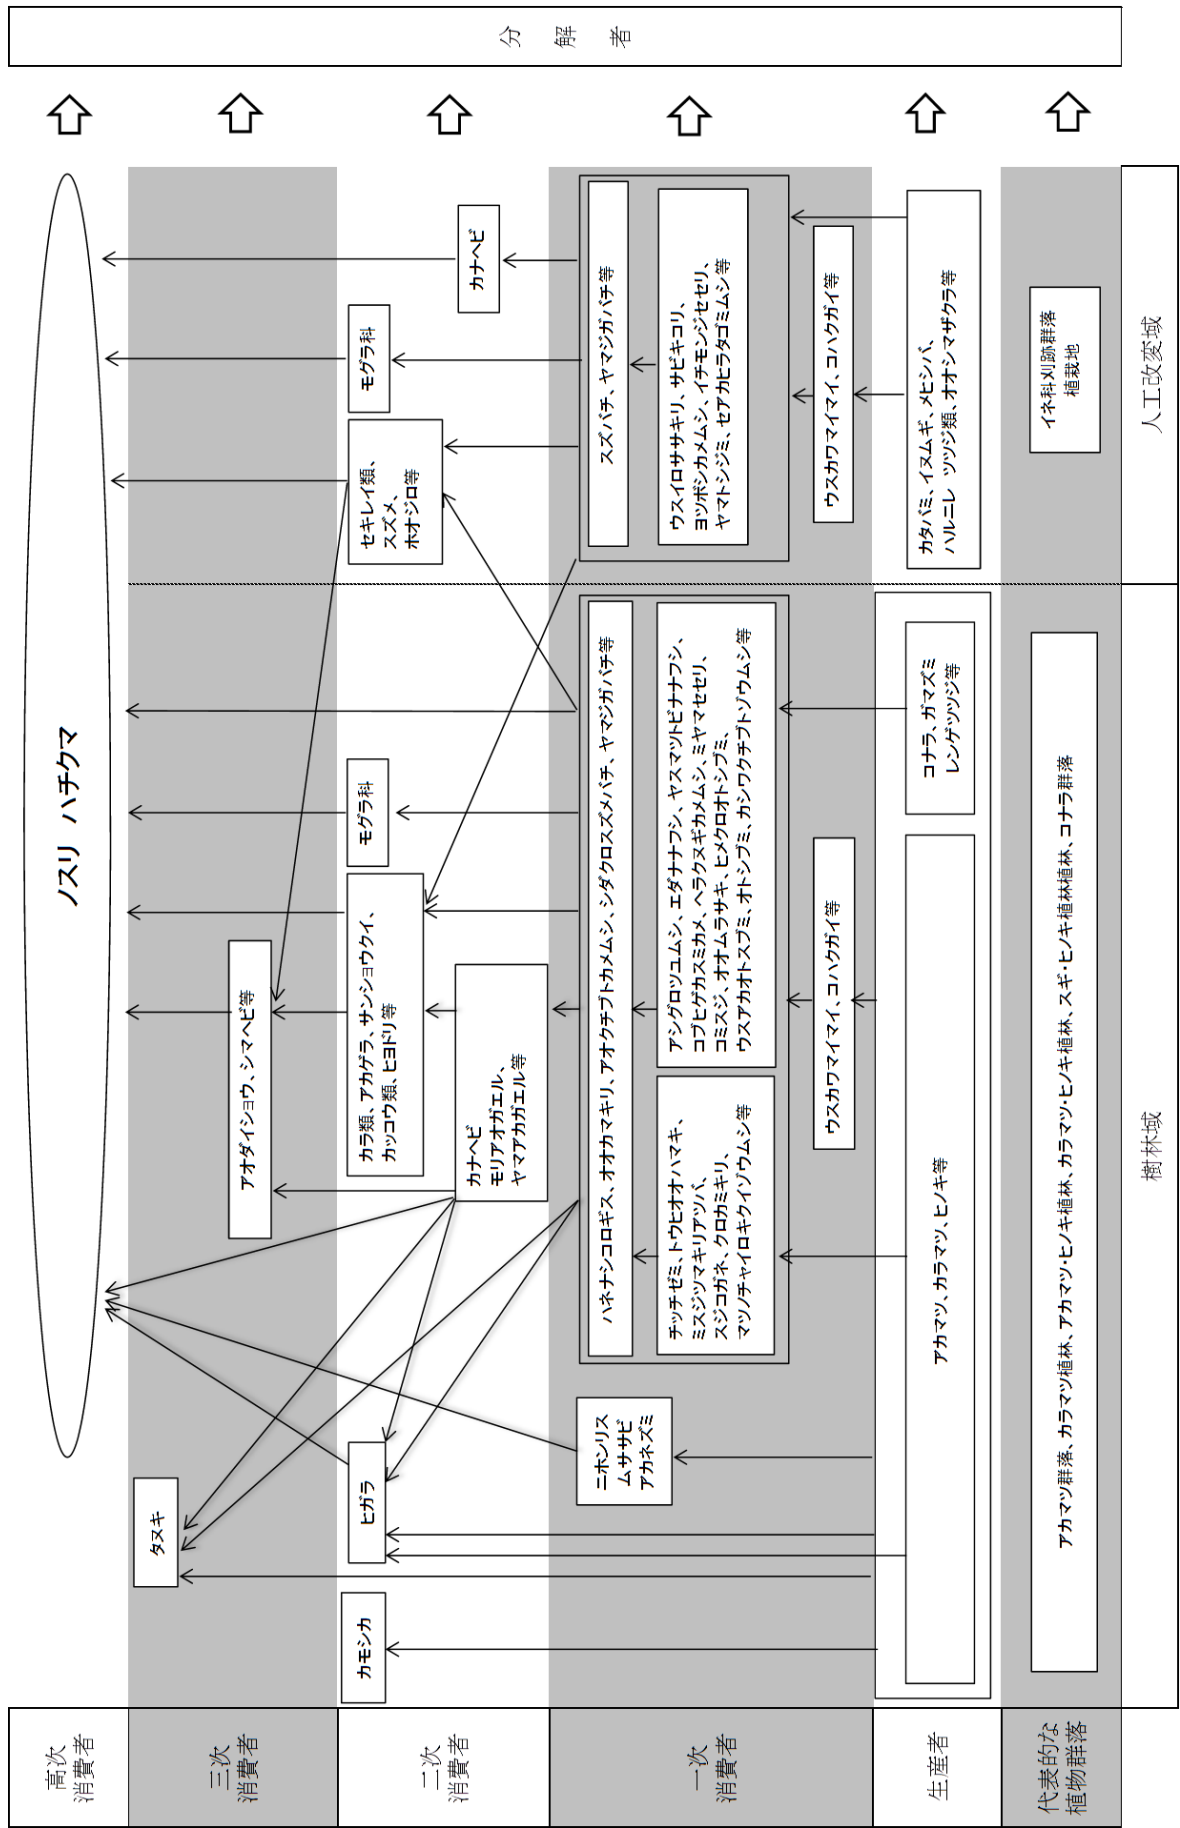 高次
消費者
ノスリ　ハチクマ
三次
消費者
タヌキ
アオダイショウ、シマヘビ等
二次
消費者
カモシカ
ヒガラ
カラ類、アカゲラ、サンショウクイ、
カッコウ類、ヒヨドリ等
モグラ科
セキレイ類、
スズメ、
ホオジロ等
モグラ科
カナヘビ
モリアオガエル、
ヤマアカガエル等
カナヘビ
一次
消費者
ニホンリス
ムササビ
アカネズミ
ハネナシコロギス、オオカマキリ、アオクチブトカメムシ、シダクロスズメバチ、ヤマジガバチ等
チッチゼミ、トウヒオオハマキ、
ミスジツマキリアツバ、
スジコガネ、クロカミキリ、
マツノチャイロキクイゾウムシ等
アシグロツユムシ、エダナナフシ、ヤスマツトビナナフシ、
コブヒゲカスミカメ、ヘラクヌギカメムシ、ミヤマセセリ、
コミスジ、オオムラサキ、ヒメクロオトシブミ、
ウスアカオトスブミ、オトシブミ、カシワクチブトゾウムシ等
ウスカワマイマイ、コハクガイ等
スズバチ、ヤマジガバチ等
ウスイロササキリ、サビキコリ、
ヨツボシカメムシ、イチモンジセセリ、
ヤマトシジミ、セアカヒラタゴミムシ等
ウスカワマイマイ、コハクガイ等
生産者
アカマツ、カラマツ、ヒノキ等
コナラ、ガマズミ
レンゲツツジ等
カタバミ、イヌムギ、メヒシバ、
ハルニレ　ツツジ類、オオシマザクラ等
代表的な
植物群落
アカマツ群落、カラマツ植林、アカマツ・ヒノキ植林、カラマツ・ヒノキ植林、スギ・ヒノキ植林植林、コナラ群落
イネ科刈跡群落
植栽地
樹林域
人工改変域
分解者